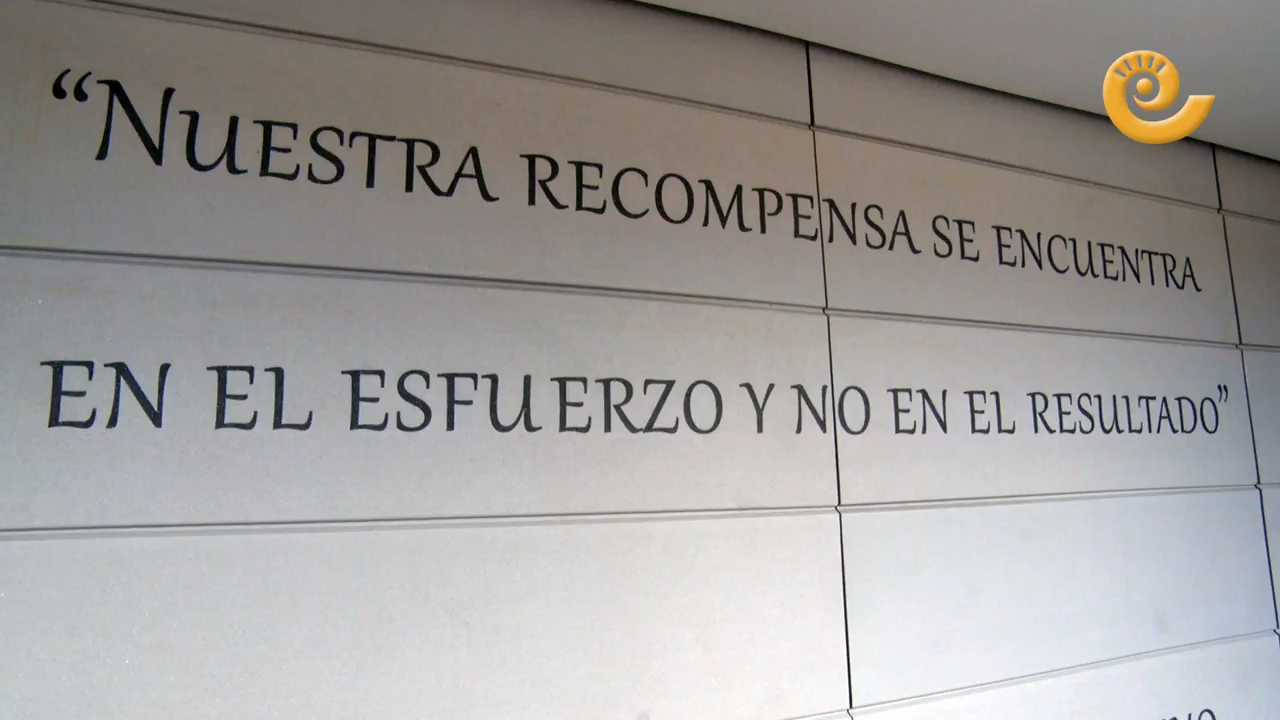 “NUESTRA RECOMPENSA SE ENCUENTRA
EN EL ESFUERZO Y NO EN EL RESULTADO”